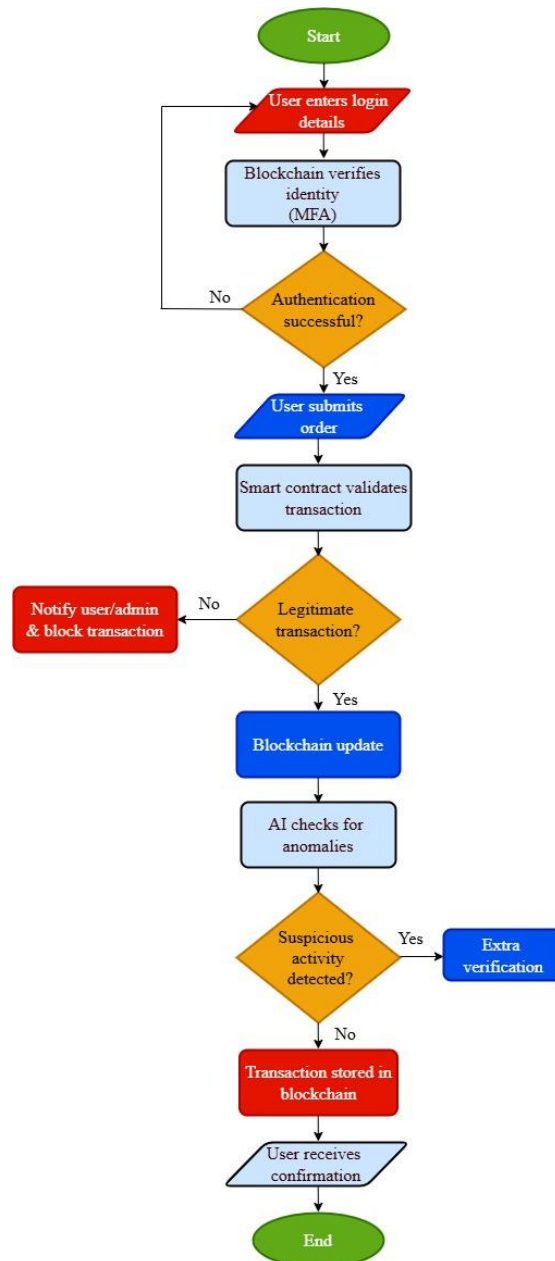 Start
User enters login
details
Blockchain verifies
identity
(MFA)
No
Authentication
successful?
Yes
User submits
order
Smart contract validates
transaction
Notify user/admin
& block transaction
No
Legitimate
transaction?
Yes
Blockchain update
AI checks for
anomalies
Suspicious
activity
detected?
Yes
Extra
verification
No
Transaction stored in
blockchain
User receives
confirmation
End